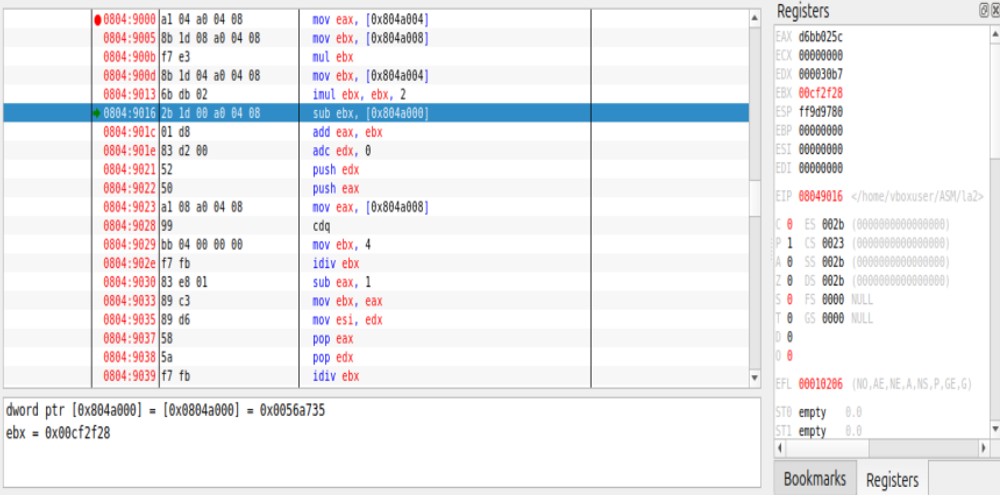 0804:9000 a1 04 a0 04 08 mov eax, [0x804a004]
0804:9005 8b 1d 08 a0 04 08 mov ebx, [0x804a008]
0804:900b f7 e3 mul ebx
0804:900d 8b 1d 04 a0 04 08 mov ebx, [0x804a004]
0804:9013 6b db 02 imul ebx, ebx, 2
0804:9016 2b 1d 00 a0 04 08 sub ebx, [0x804a000]
0804:901c 01 d8 add eax, ebx
0804:901e 83 d2 00 adc edx, 0
0804:9021 52 push edx
0804:9022 50 push eax
0804:9023 a1 08 a0 04 08 mov eax, [0x804a008]
0804:9028 99 cdq
0804:9029 bb 04 00 00 00 mov ebx, 4
0804:902e f7 fb idiv ebx
0804:9030 83 e8 01 sub eax, 1
0804:9033 89 c3 mov ebx, eax
0804:9035 89 d6 mov esi, edx
0804:9037 58 pop eax
0804:9038 5a pop edx
0804:9039 f7 fb idiv ebx
dword ptr [0x804a000] = [0x0804a000] = 0x0056a735
ebx = 0x00cf2f28
Registers
EAX d6bb025c
ECX 00000000
EDX 000030b7
EBX 00cf2f28
ESP ff9d9780
EBP 00000000
ESI 00000000
EDI 00000000
EIP 08049016 </home/vboxuser/ASM/la2>
C 0 ES 002b (0000000000000000)
P 1 CS 0023 (0000000000000000)
A 0 SS 002b (0000000000000000)
Z 0 DS 002b (0000000000000000)
S 0 FS 0000 NULL
T 0 GS 0000 NULL
D 0
O 0
EFL 00010206 (NO,AE,NE,A,NS,P,GE,G)
ST0 empty 0.0
ST1 empty 0.0
Bookmarks Registers